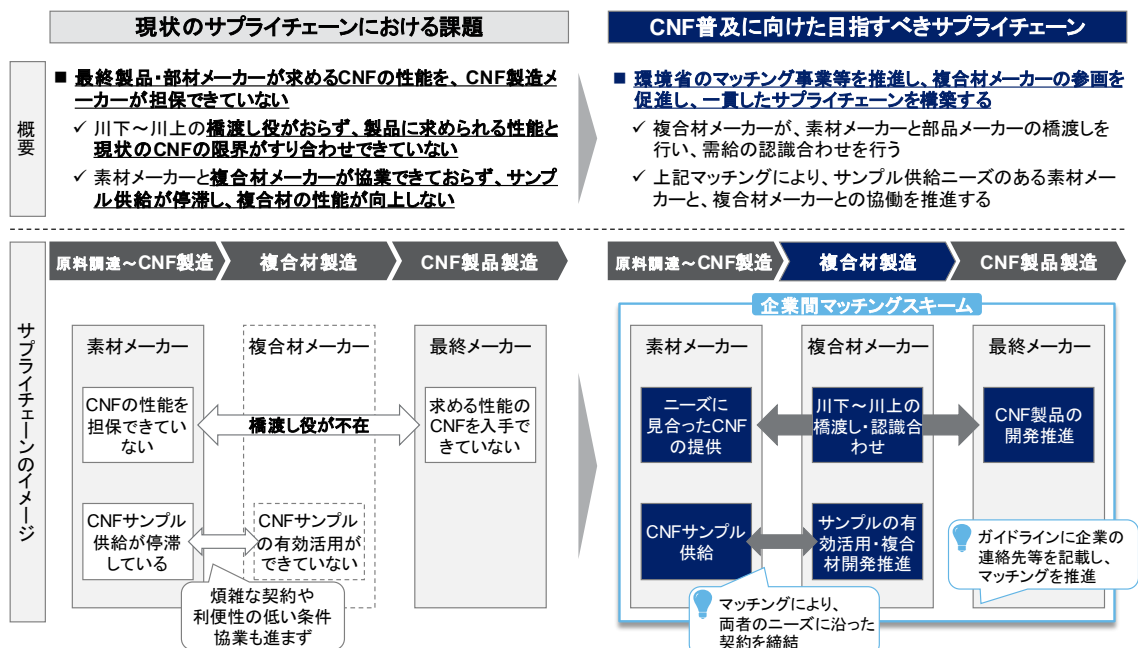 現状のサプライチェーンにおける課題
CNF普及に向けた目指すべきサプライチェーン
概要
■ 最終製品・部材メーカーが求めるCNFの性能を、CNF製造メ
ーカーが担保できていない
✓ 川下～川上の橋渡し役がおらず、製品に求められる性能と
現状のCNFの限界がすり合わせできていない
✓ 素材メーカーと複合材メーカーが協業できておらず、サンプ
ル供給が停滞し、複合材の性能が向上しない
■ 環境省のマッチング事業等を推進し、複合材メーカーの参画を
促進し、一貫したサプライチェーンを構築する
✓ 複合材メーカーが、素材メーカーと部品メーカーの橋渡しを
行い、需給の認識合わせを行う
✓ 上記マッチングにより、サンプル供給ニーズのある素材メー
カーと、複合材メーカーとの協働を推進する
サプライチェーンのイメージ
原料調達～CNF製造
複合材製造
CNF製品製造
素材メーカー
複合材メーカー
最終メーカー
CNFの性能を
担保できてい
ない
橋渡し役が不在
求める性能の
CNFを入手で
きていない
CNFサンプル
供給が停滞
している
CNFサンプル
の有効活用が
できていない
煩雑な契約や
利便性の低い条件
協業も進まず
原料調達～CNF製造
複合材製造
CNF製品製造
企業間マッチングスキーム
素材メーカー
複合材メーカー
最終メーカー
ニーズに
見合ったCNF
の提供
川下～川上の
橋渡し・認識合
わせ
CNF製品の
開発推進
CNFサンプル
供給
サンプルの有
効活用・複合
材開発推進
ガイドラインに企業の
連絡先等を記載し、
マッチングを推進
マッチングにより、
両者のニーズに沿った
契約を締結